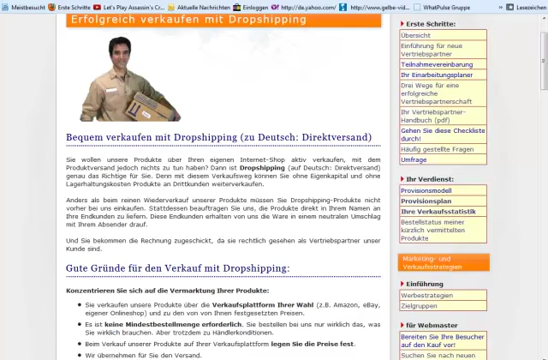 Meistbesucht Erste Schritte Let's Play Assassin's Cr... Aktuelle Nachrichten Einloggen http://de.yahoo.com/ http://www.gelbe-vid... WhatPulse Gruppe Lesezeichen
Erfolgreich verkaufen mit Dropshipping
Bequem verkaufen mit Dropshipping (zu Deutsch: Direktversand)
Sie wollen unsere Produkte über Ihren eigenen Internet-Shop aktiv verkaufen, mit dem
Produktversand jedoch nichts zu tun haben? Dann ist Dropshipping (auf Deutsch: Direktversand)
genau das Richtige für Sie. Denn mit diesem Verkaufsweg können Sie ohne Eigenkapital und ohne
Lagerhaltungskosten Produkte an Drittkunden weiterverkaufen.
Anders als beim reinen Wiederverkauf unserer Produkte müssen Sie Dropshipping-Produkte nicht
vorher bei uns einkaufen. Stattdessen beauftragen Sie uns, die Produkte direkt in Ihrem Namen an
Ihre Endkunden zu liefern. Diese Endkunden erhalten von uns die Ware in einem neutralen Umschlag
mit Ihrem Absender drauf.
Und Sie bekommen die Rechnung zugeschickt, da sie rechtlich gesehen als Vertriebspartner unser
Kunde sind.
Gute Gründe für den Verkauf mit Dropshipping:
Konzentrieren Sie sich auf die Vermarktung Ihrer Produkte:
Sie verkaufen unsere Produkte über die Verkaufsplattform Ihrer Wahl (z.B. Amazon, eBay,
eigener Onlineshop) und zu den von von Ihnen festgesetzten Preisen.
Es ist keine Mindestbestellmenge erforderlich. Sie bestellen bei uns nur wirklich das, was
Sie wirklich brauchen. Aber trotzdem zu Händlerkonditionen.
Beim Verkauf unserer Produkte auf Ihrer Verkaufsplattform legen Sie die Preise fest.
Wir übernehmen für Sie den Versand.
Erste Schritte:
Übersicht
Einführung für neue
Vertriebspartner
Teilnahmevereinbarung
Ihr Einarbeitungsplaner
Drei Wege für eine
erfolgreiche
Vertriebspartnerschaft
Ihr Vertriebspartner-
Handbuch (pdf)
Gehen Sie diese Checkliste
durch!
Häufig gestellte Fragen
Umfrage
Ihr Verdienst:
Provisionsmodell
Provisionsplan
Ihre Verkaufsstatistik
Bestellstatus meiner
kürzlich vermittelten
Produkte
Marketing- und
Verkaufsstrategien
Einführung
Werbestrategien
Zielgruppen
für Webmaster
Bereiten Sie Ihre Besucher
auf den Kauf vor!
Suchen Sie nach neuen